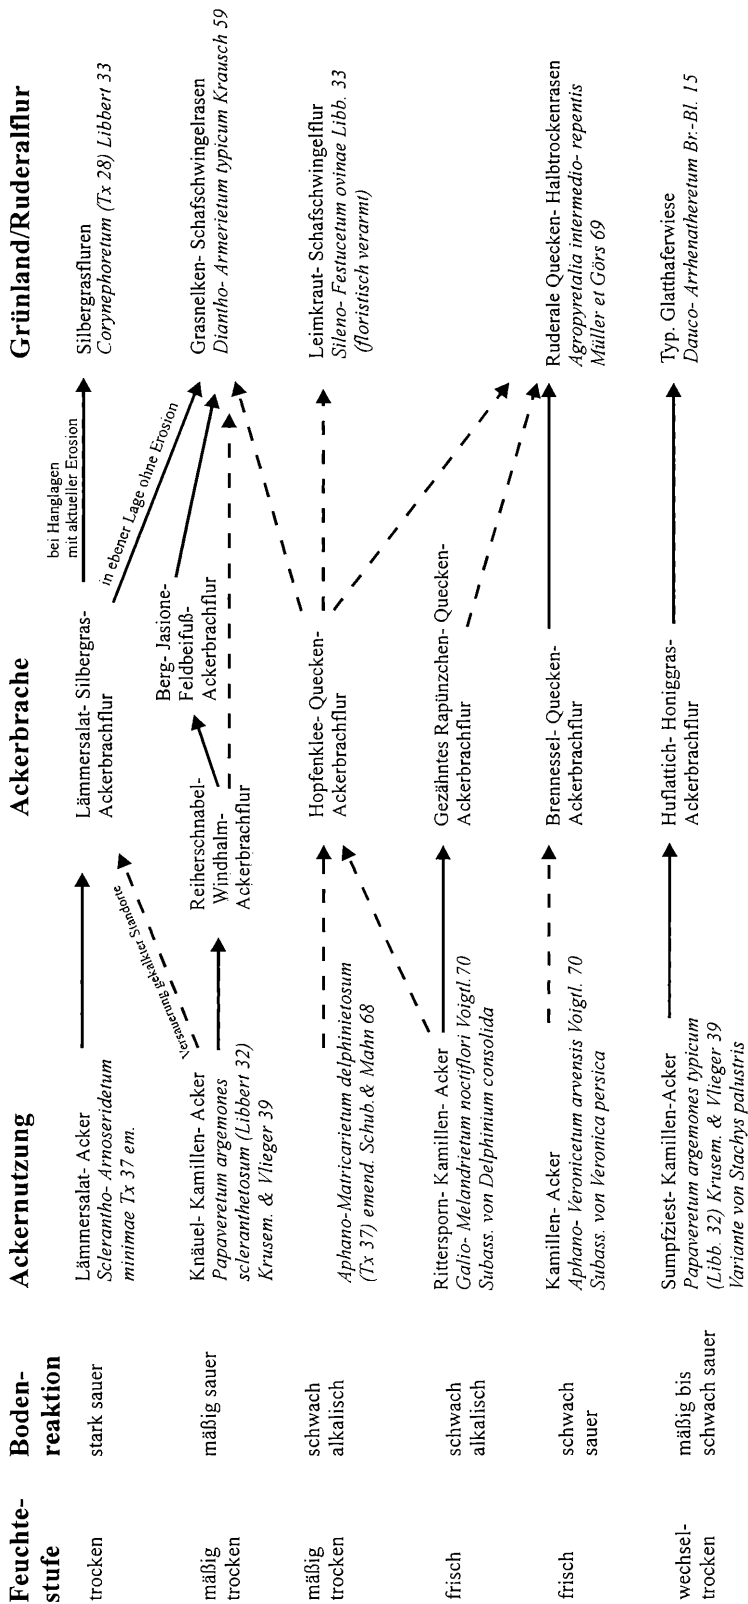 Feuchte-
stufe
Boden-
reaktion
Ackernutzung
Ackerbrache
Grünland/Ruderalflur
trocken
stark sauer
Lämmersalat- Acker
Sclerantho- Arnoseridetum
minimae Tx 37 em.
Lämmersalat- Silbergras-
Ackerbrachflur
bei Hanglagen
mit aktueller Erosion
in ebener Lage ohne Erosion
Silbergrasfluren
Corynephoretum (Tx 28) Libbert 33
mäßig
trocken
mäßig sauer
Knäuel- Kamillen- Acker
Papaveretum argemones
scleranthetosum (Libbert 32)
Krusem. & Vlieger 39
Versauerung gekalkter Standorte
Reiherschnabel-
Windhalm-
Ackerbrachflur
Berg- Jasione-
Feldbeifuß-
Ackerbrachflur
Grasnelken- Schafschwingelrasen
Diantho- Armerietum typicum Krausch 59
mäßig
trocken
schwach
alkalisch
Aphano-Matricarietum delphinietosum
(Tx 37) emend. Schub.& Mahn 68
Hopfenklee- Quecken-
Ackerbrachflur
Leimkraut- Schafschwingelflur
Sileno- Festucetum ovinae Libb. 33
(floristisch verarmt)
frisch
schwach
alkalisch
Rittersporn- Kamillen- Acker
Galio- Melandrietum noctiflori Voigtl.70
Subass. von Delphinium consolida
Gezähntes Rapünzchen- Quecken-
Ackerbrachflur
frisch
schwach
sauer
Kamillen- Acker
Aphano- Veronicetum arvensis Voigtl. 70
Subass. von Veronica persica
Brennessel- Quecken-
Ackerbrachflur
Ruderale Quecken- Halbtrockenrasen
Agropyretalia intermedio- repentis
Müller et Görs 69
wechsel-
trocken
mäßig bis
schwach sauer
Sumpfziest- Kamillen-Acker
Papaveretum argemones typicum
(Libb. 32) Krusem. & Vlieger 39
Variante von Stachys palustris
Huflattich- Honiggras-
Ackerbrachflur
Typ. Glatthaferwiese
Dauco- Arrhenatheretum Br.-Bl. 15